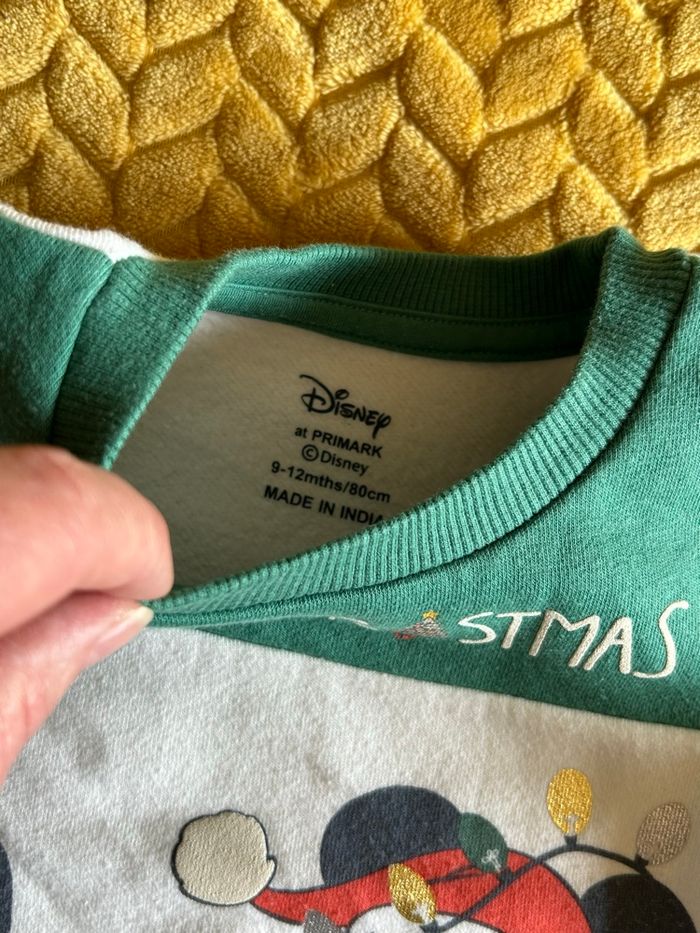 Disney
at PRIMARK
©Disney
9-12mths/80cm
MADE IN INDIA
STMAS